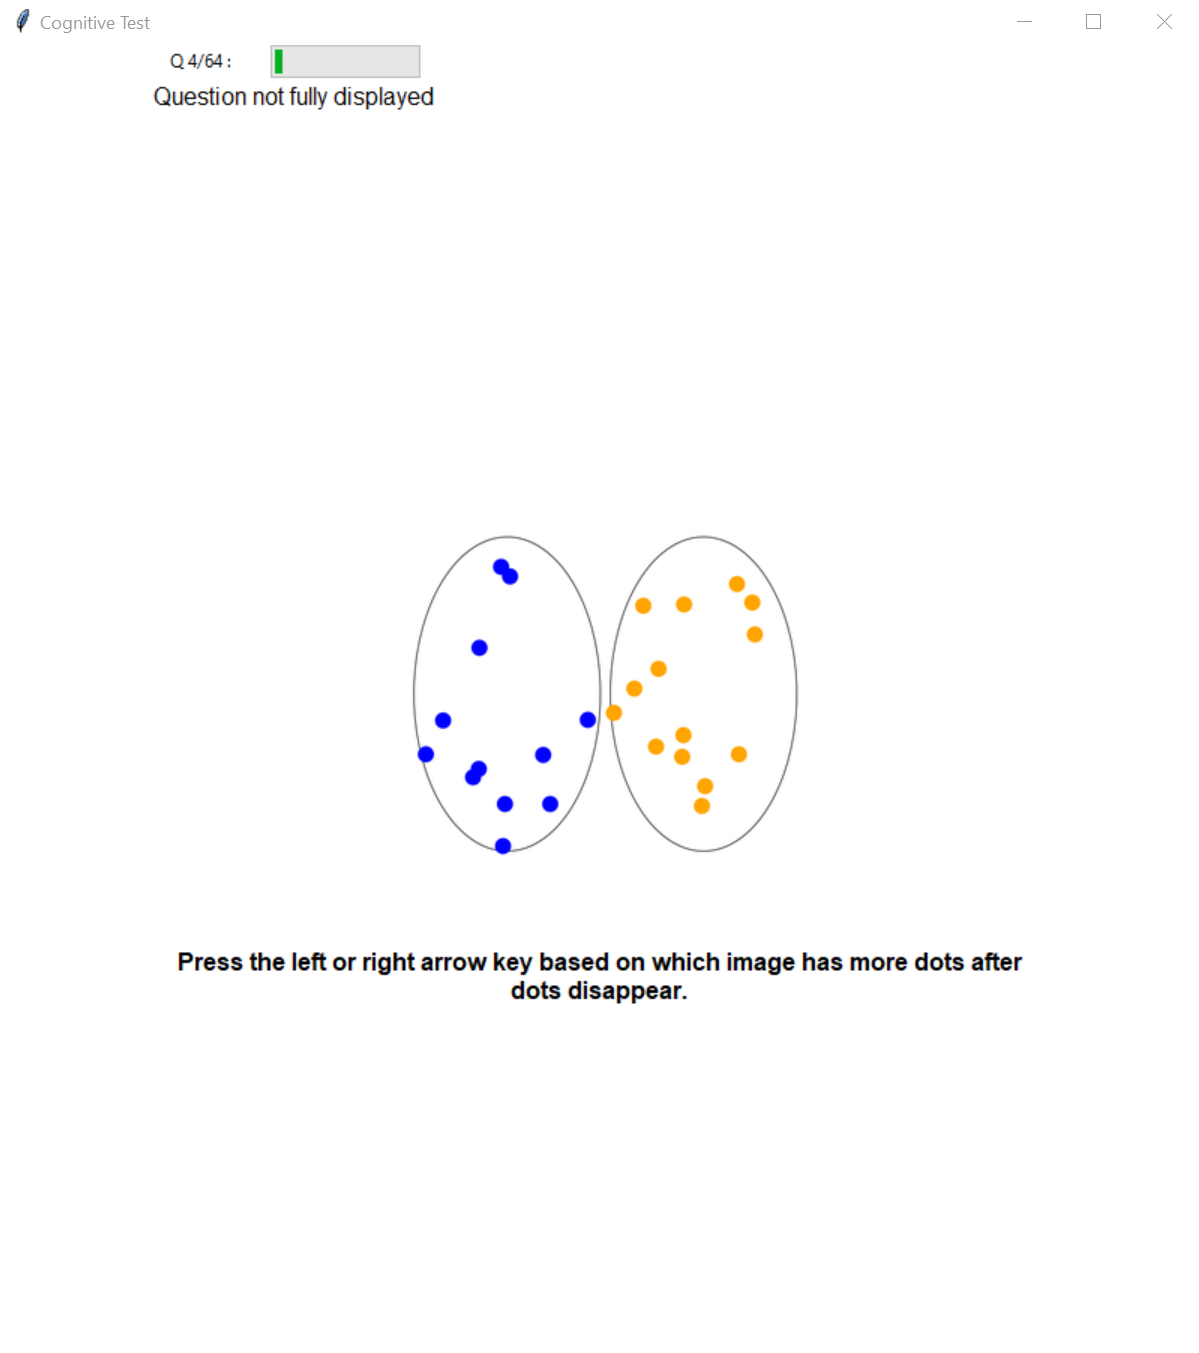 Cognitive Test
Q 4/64 :
Question not fully displayed
Press the left or right arrow key based on which image has more dots after
dots disappear.